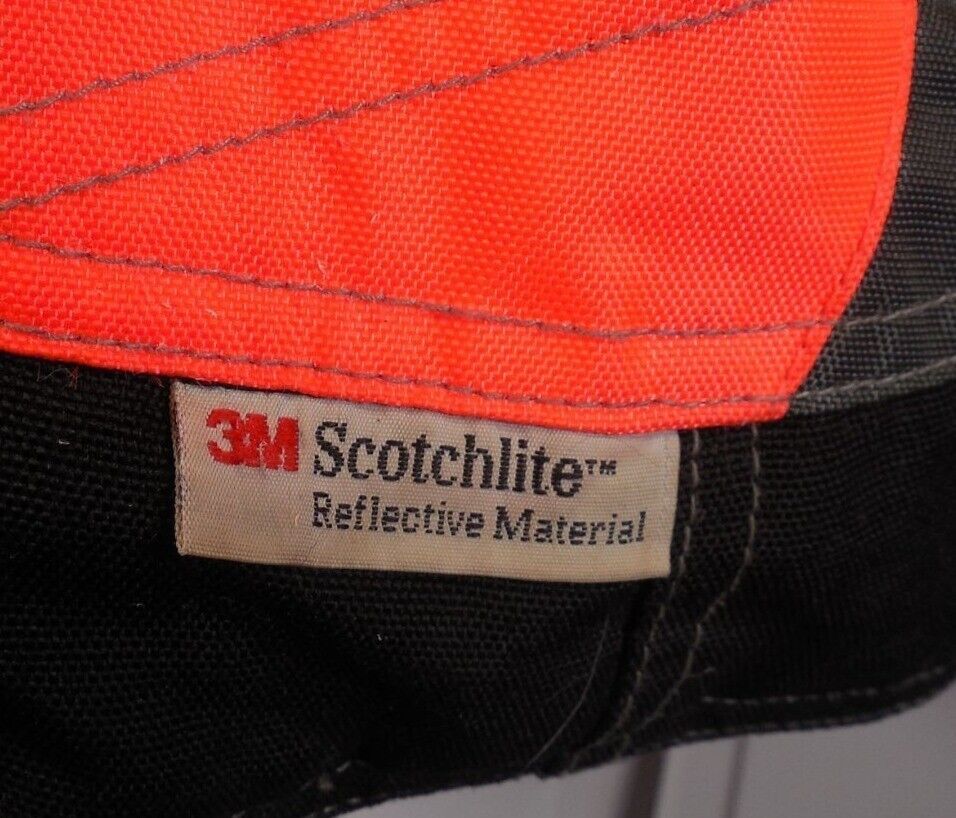 3M Scotchlite™
Reflective Material